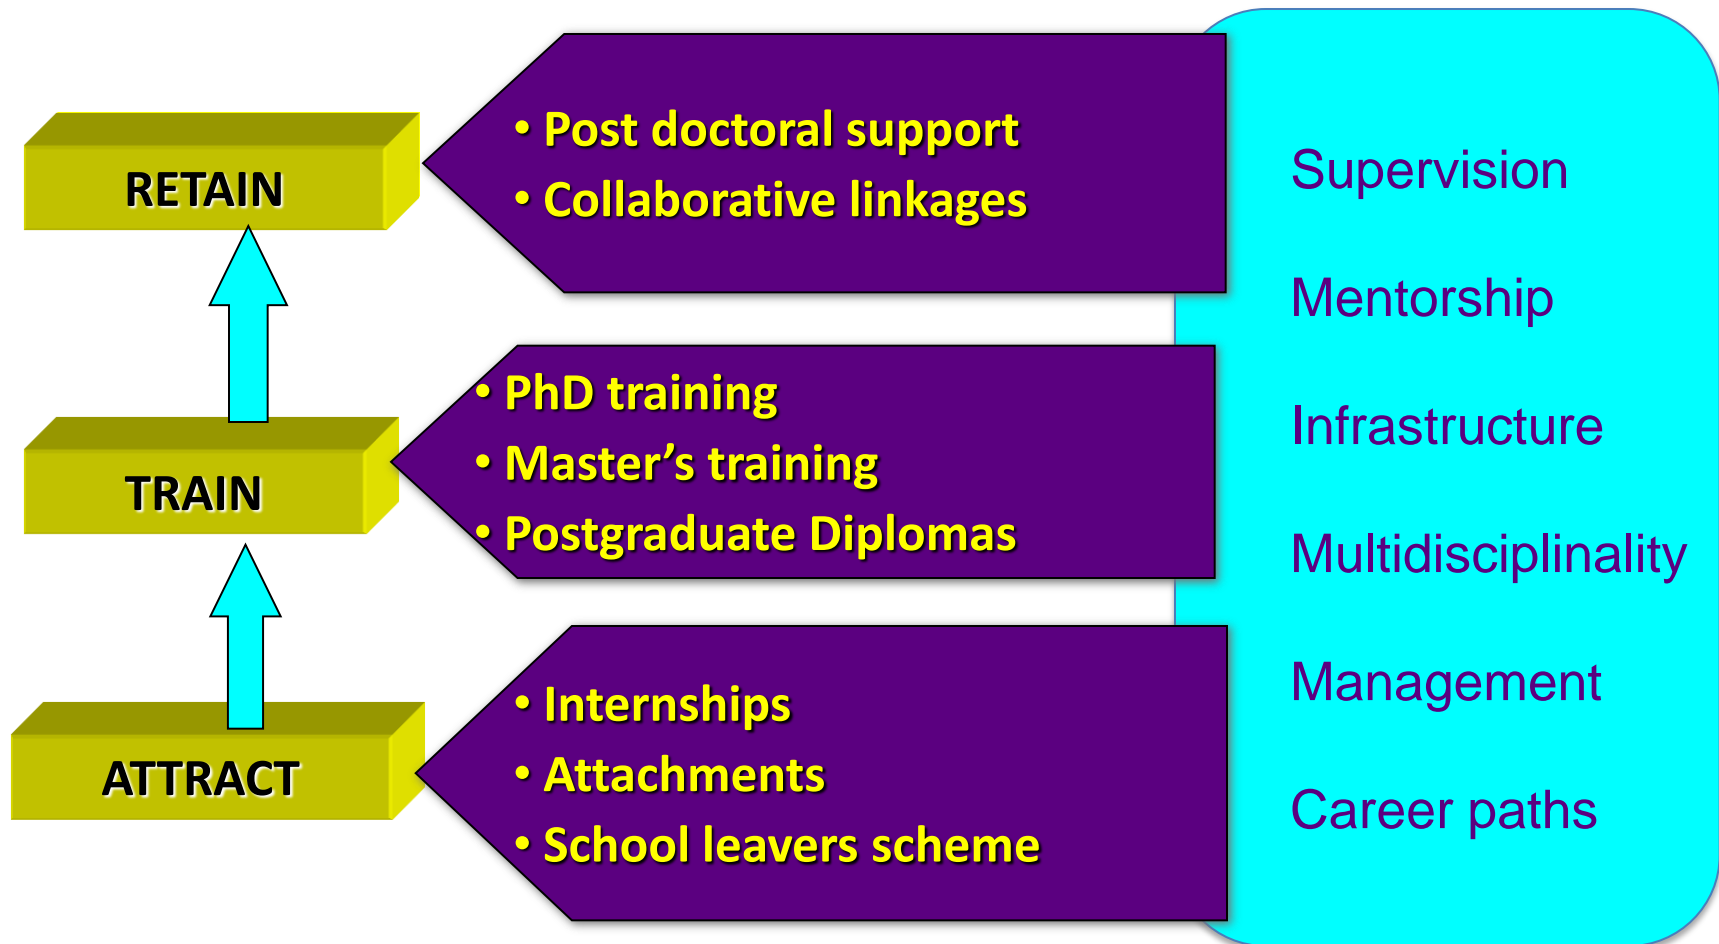 RETAIN
• Post doctoral support
• Collaborative linkages
TRAIN
• PhD training
• Master’s training
• Postgraduate Diplomas
ATTRACT
• Internships
• Attachments
• School leavers scheme
Supervision
Mentorship
Infrastructure
Multidisciplinality
Management
Career paths